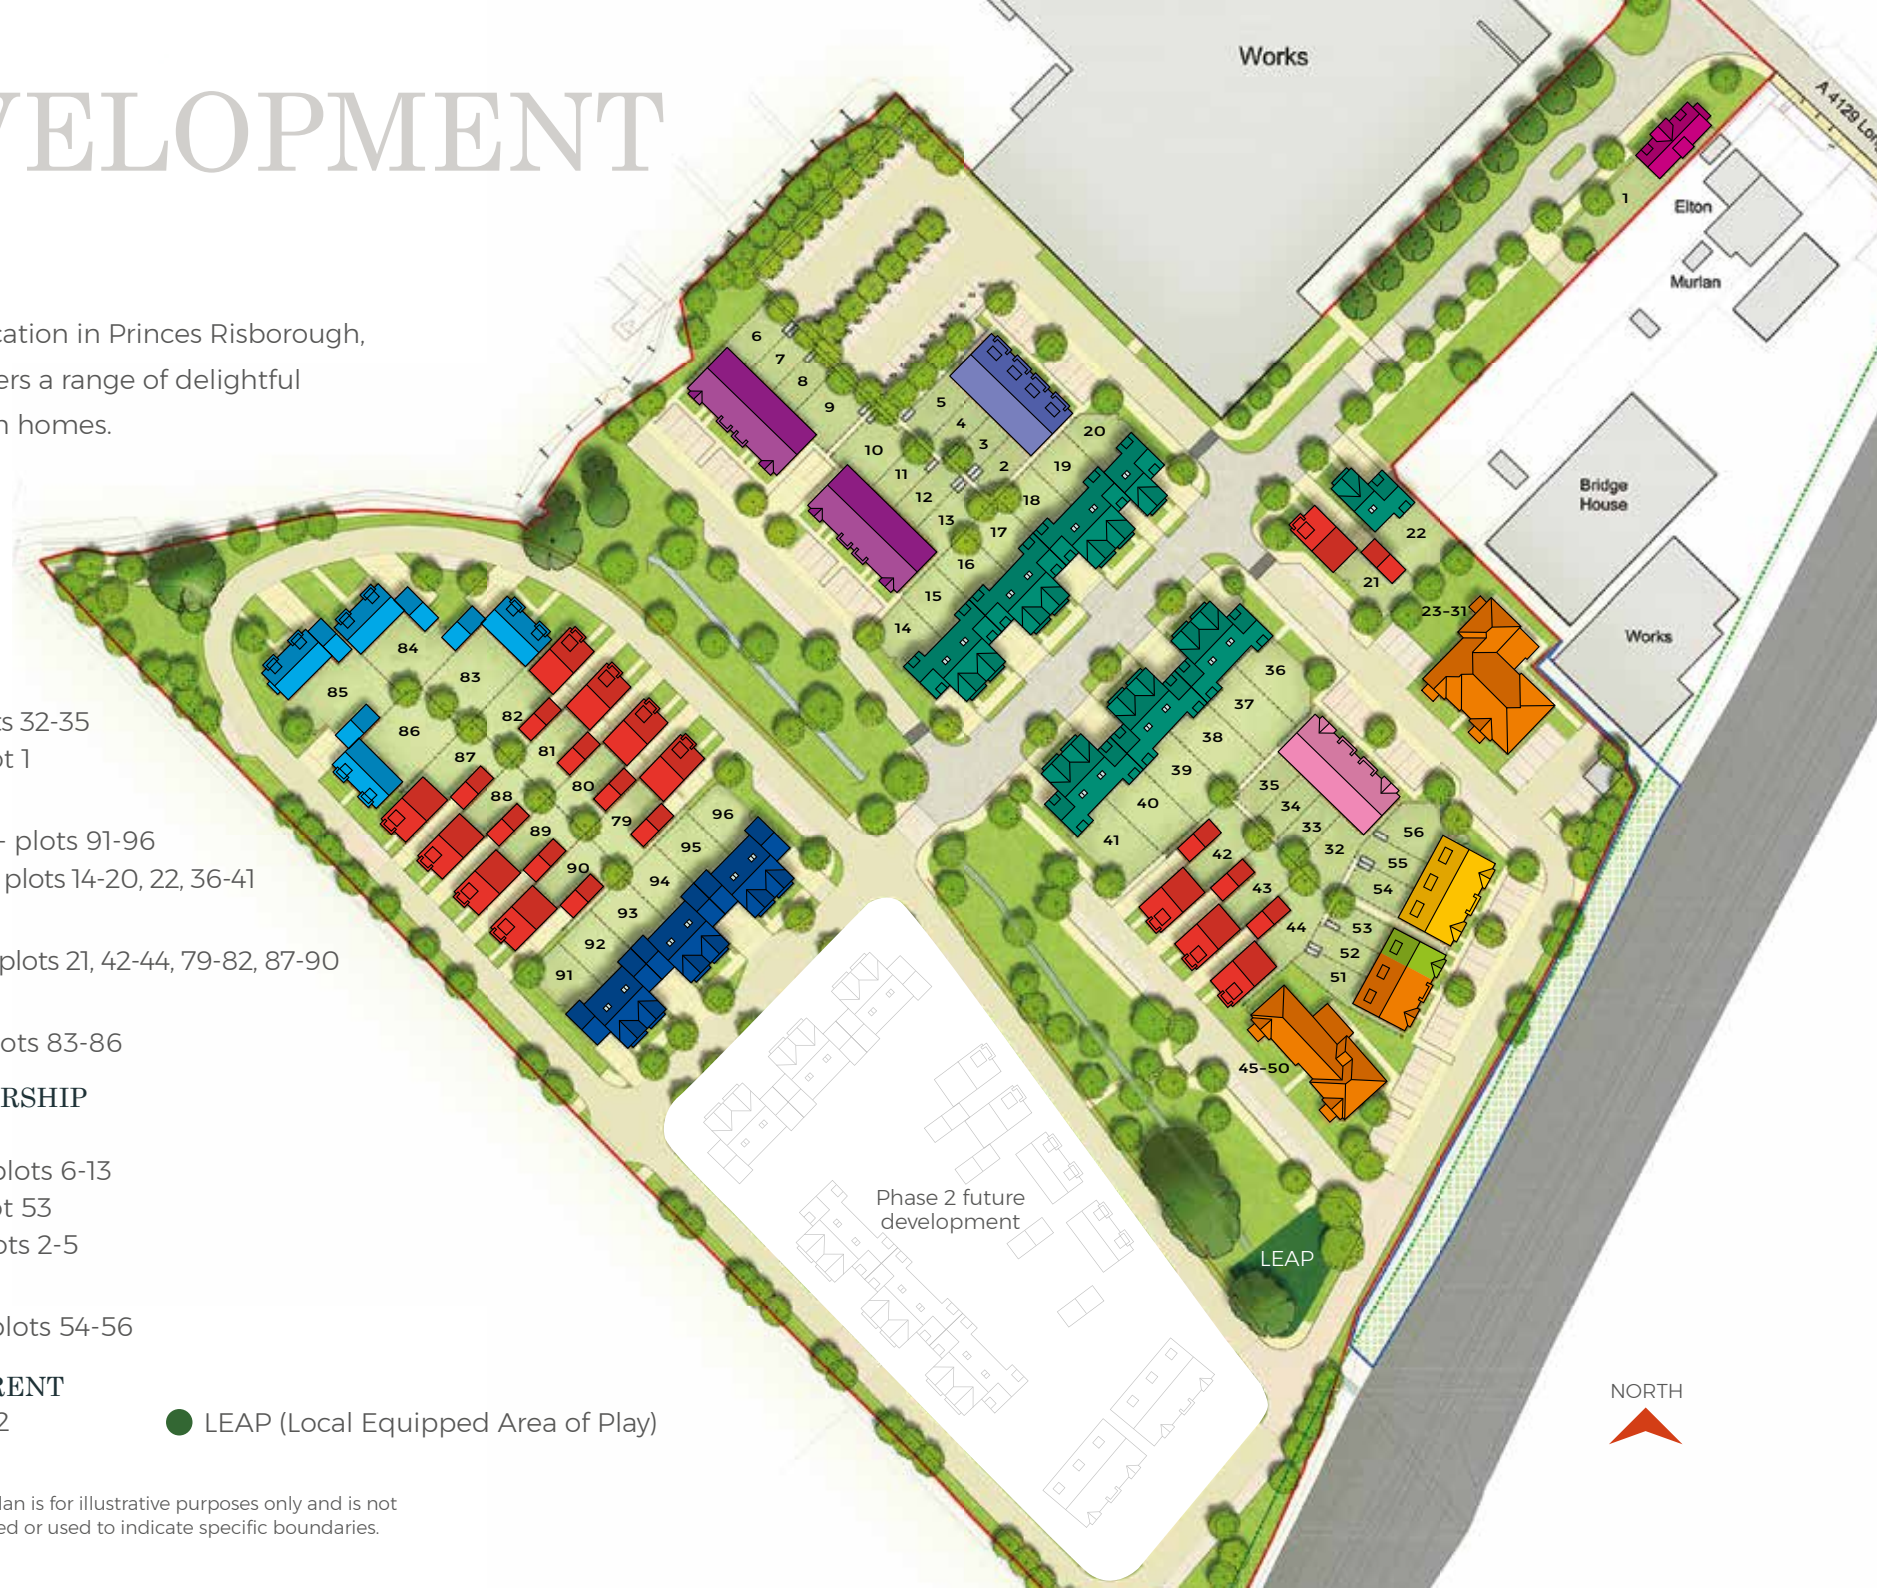 VELOPMENT
cation in Princes Risborough,
ers a range of delightful
n homes.
ts 32-35
ot 1
- plots 91-96
plots 14-20, 22, 36-41
plots 21, 42-44, 79-82, 87-90
ots 83-86
RSHIP
plots 6-13
ot 53
ots 2-5
plots 54-56
RENT
2
LEAP (Local Equipped Area of Play)
lan is for illustrative purposes only and is not
ed or used to indicate specific boundaries.
Works
A 4129 Lon
1
Elton
Murlan
Bridge
House
Works
6
7
8
9
10
11
12
13
5
4
3
2
20
19
18
17
16
15
14
22
21
23-31
36
37
38
39
40
41
35
34
33
32
56
55
54
53
52
51
42
43
44
45-50
84
83
85
86
82
87
81
88
80
89
79
90
96
95
94
93
92
91
Phase 2 future
development
LEAP
NORTH